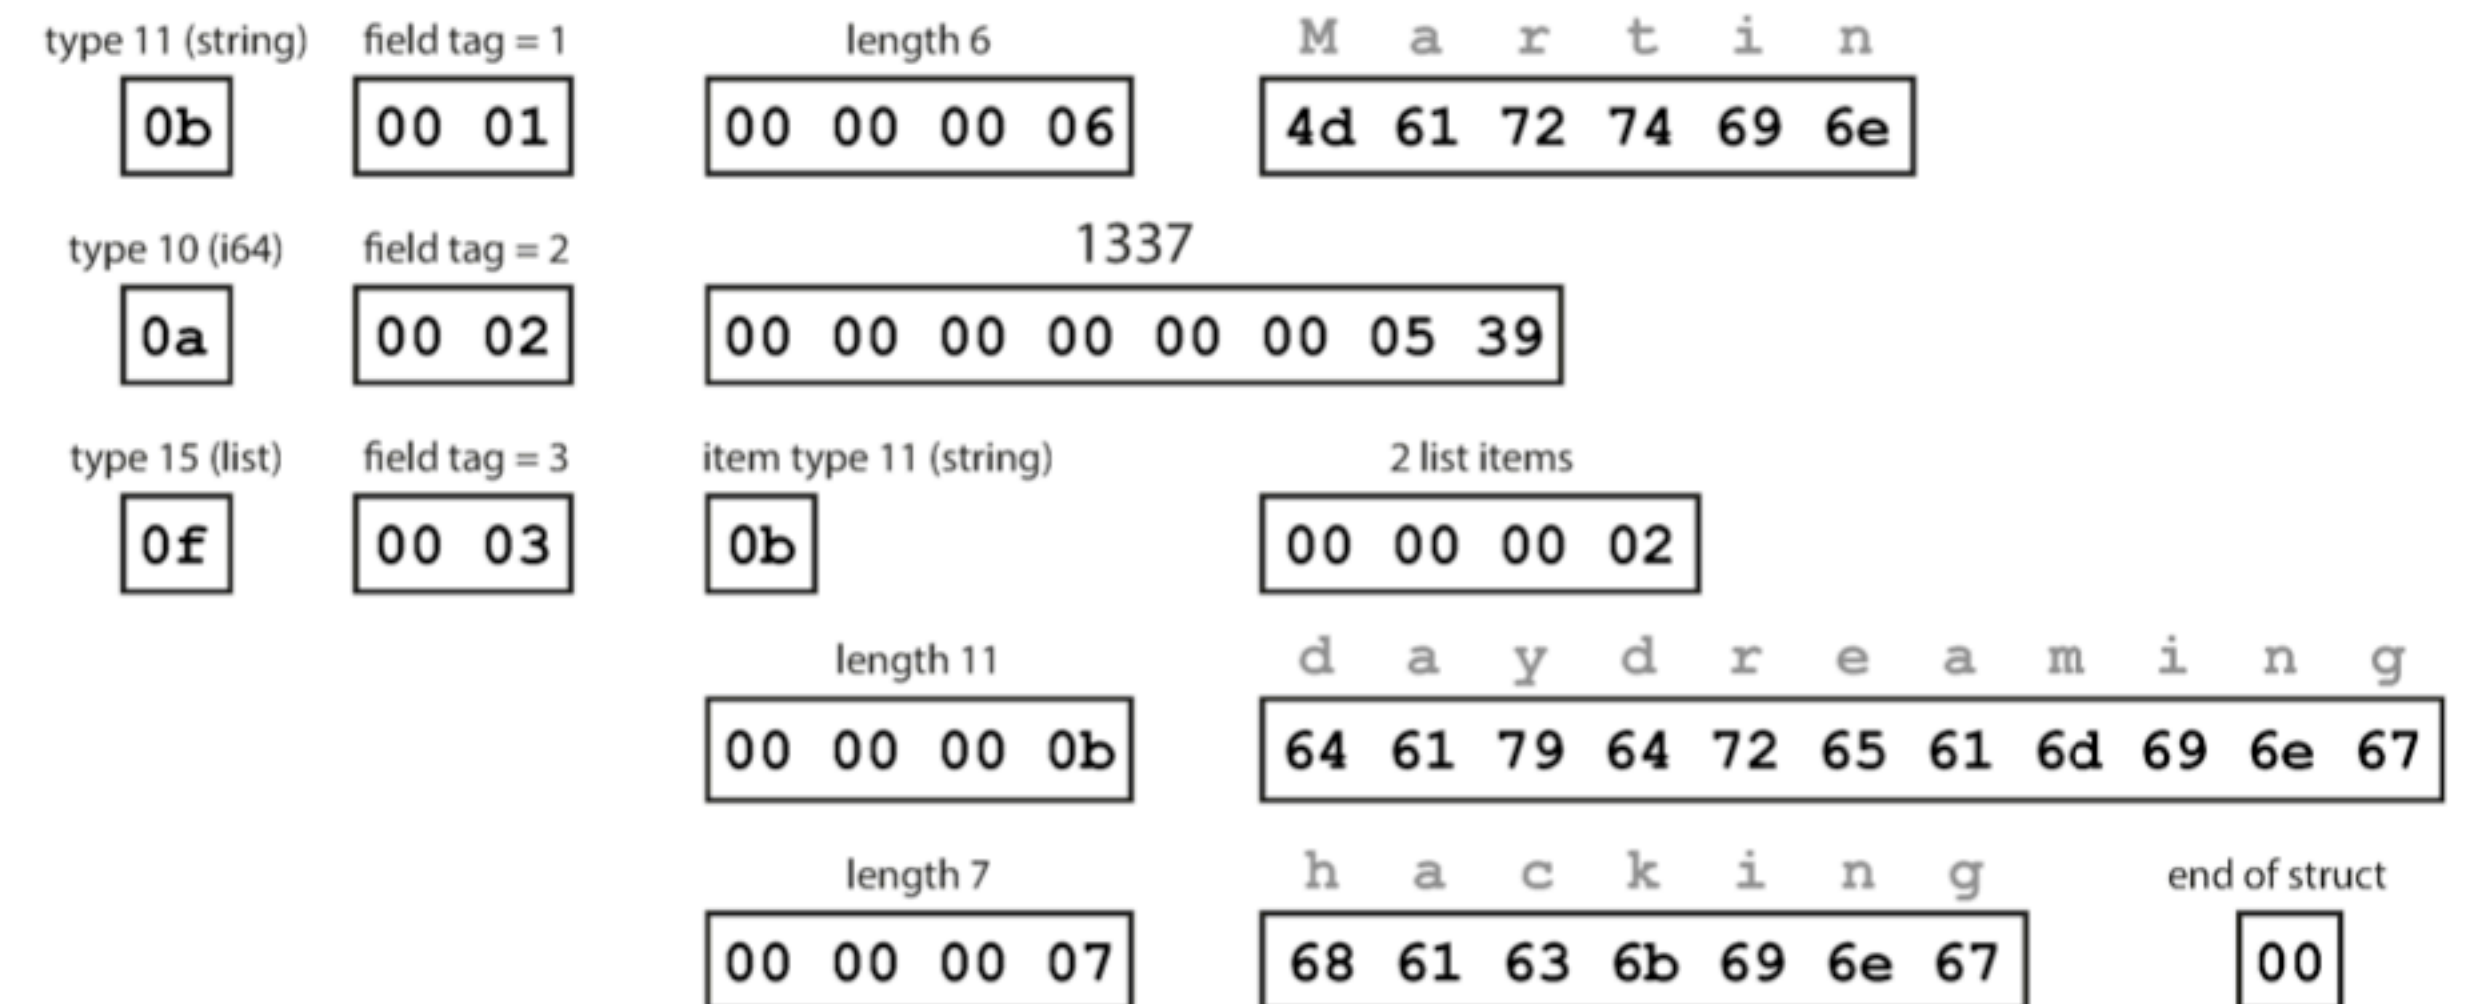 type 11 (string) field tag = 1 length 6 M a r t i n
0b 00 01 00 00 00 06 4d 61 72 74 69 6e
type 10 (i64) field tag = 2 1337
0a 00 02 00 00 00 00 00 00 05 39
type 15 (list) field tag = 3 item type 11 (string) 2 list items
0f 00 03 0b 00 00 00 02
length 11 d a y d r e a m i n g
00 00 00 0b 64 61 79 64 72 65 61 6d 69 6e 67
length 7 h a c k i n g end of struct
00 00 00 07 68 61 63 6b 69 6e 67 00